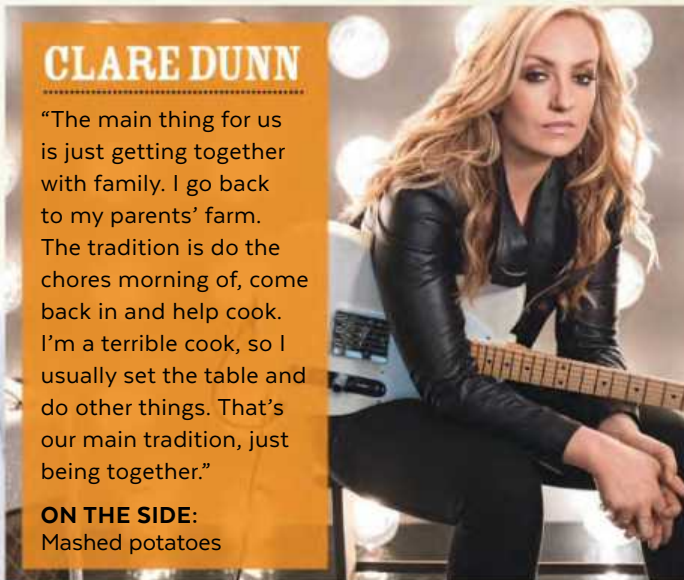 CLARE DUNN
“The main thing for us
is just getting together
with family. I go back
to my parents’ farm.
The tradition is do the
chores morning of, come
back in and help cook.
I’m a terrible cook, so I
usually set the table and
do other things. That’s
our main tradition, just
being together.”
ON THE SIDE:
Mashed potatoes